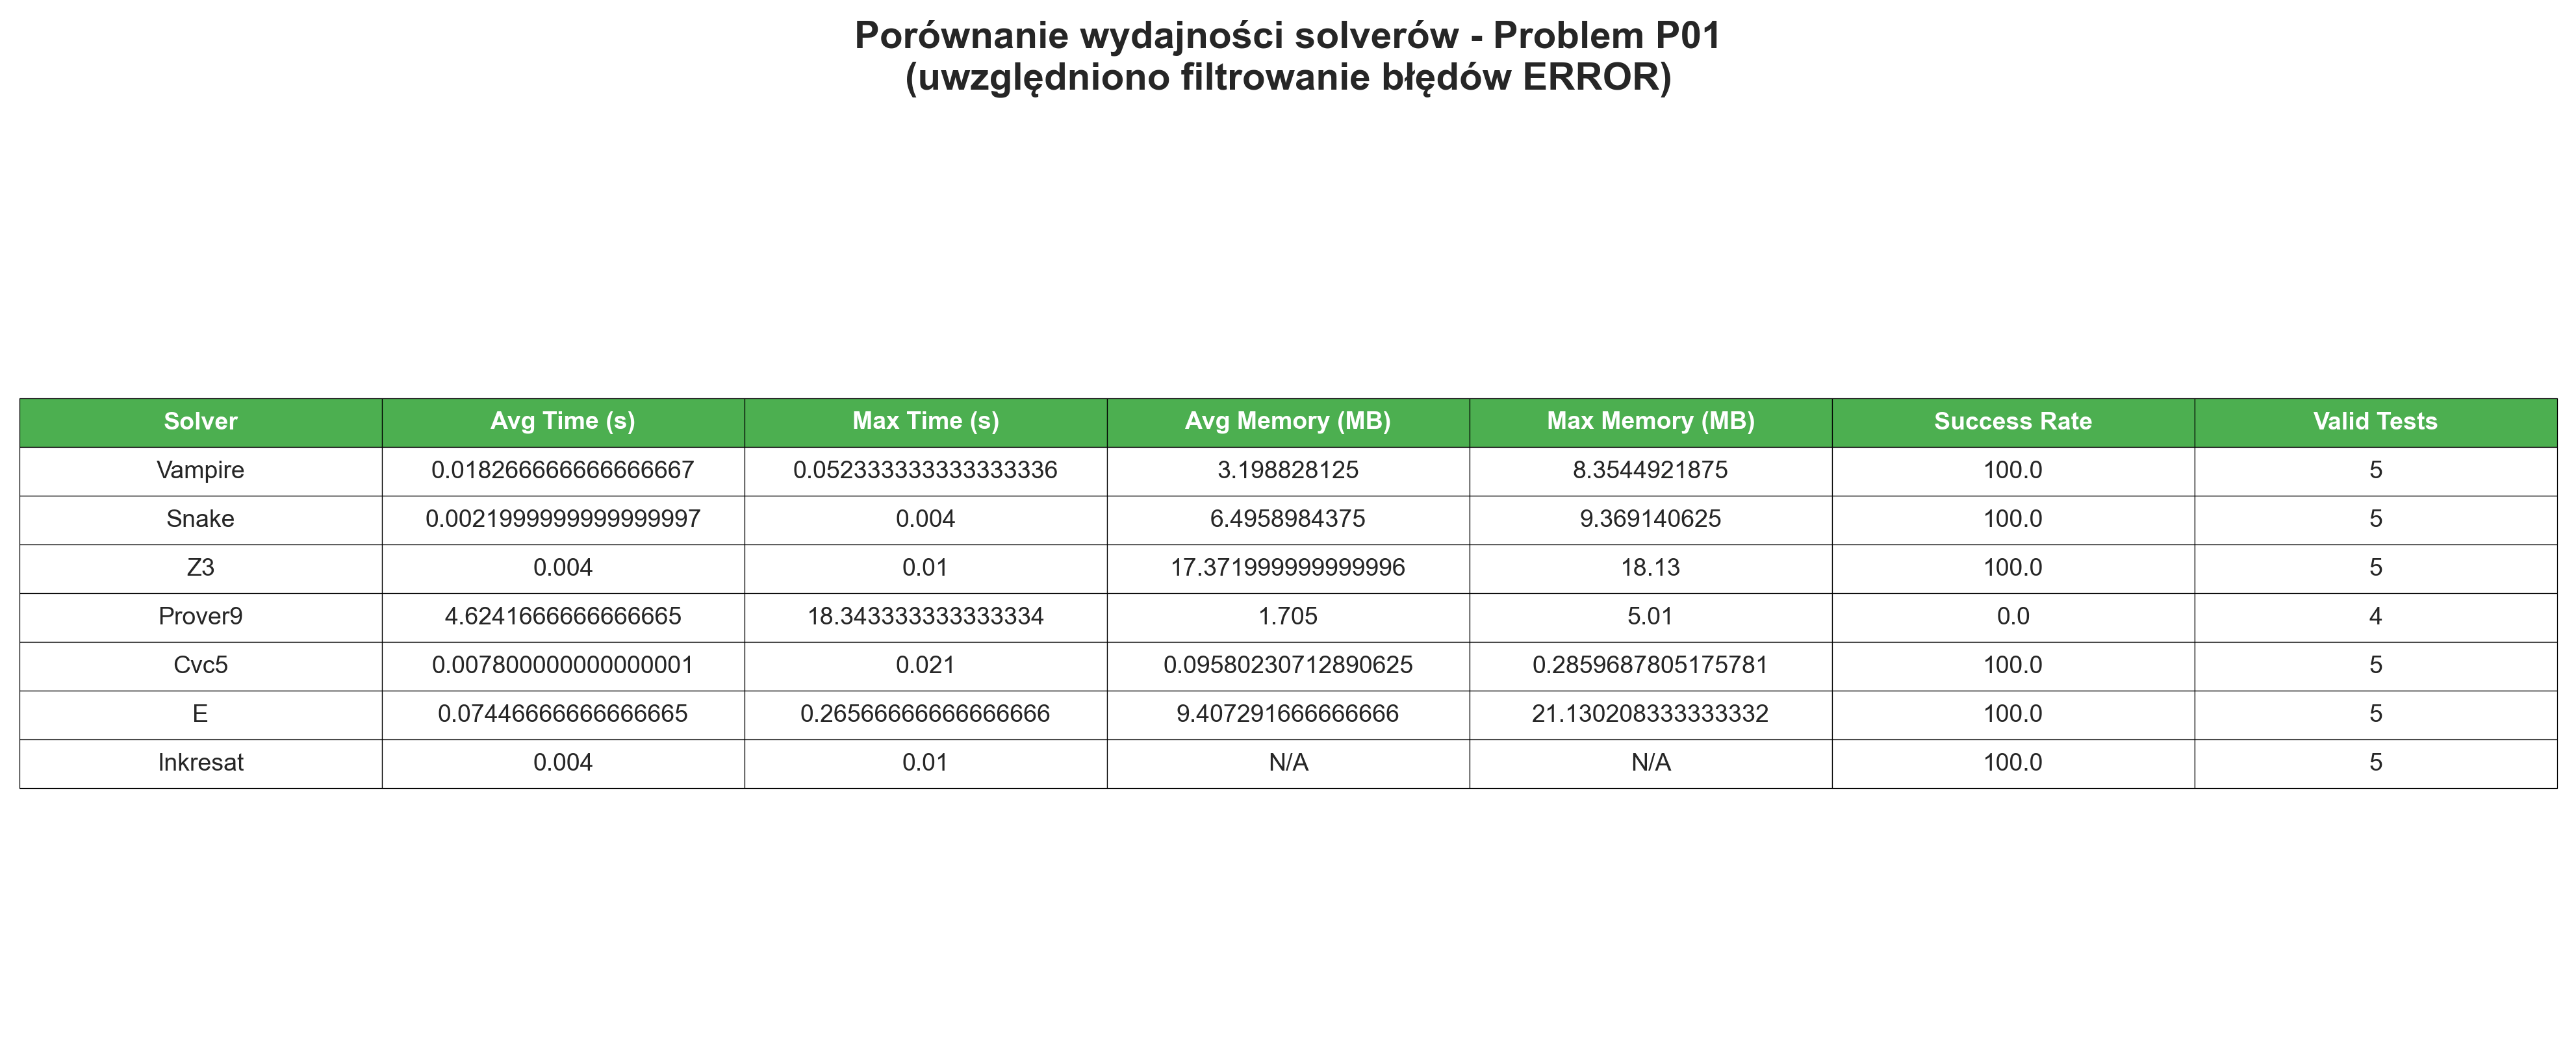 Porównanie wydajności solverów - Problem P01
(uwzględniono filtrowanie błędów ERROR)
Solver Avg Time (s) Max Time (s) Avg Memory (MB) Max Memory (MB) Success Rate Valid Tests
Vampire 0.018266666666666667 0.052333333333333336 3.198828125 8.3544921875 100.0 5
Snake 0.0021999999999999997 0.004 6.4958984375 9.369140625 100.0 5
Z3 0.004 0.01 17.371999999999996 18.13 100.0 5
Prover9 4.6241666666666665 18.343333333333334 1.705 5.01 0.0 4
Cvc5 0.007800000000000001 0.021 0.09580230712890625 0.2859687805175781 100.0 5
E 0.07446666666666665 0.26566666666666666 9.407291666666666 21.130208333333332 100.0 5
Inkresat 0.004 0.01 N/A N/A 100.0 5